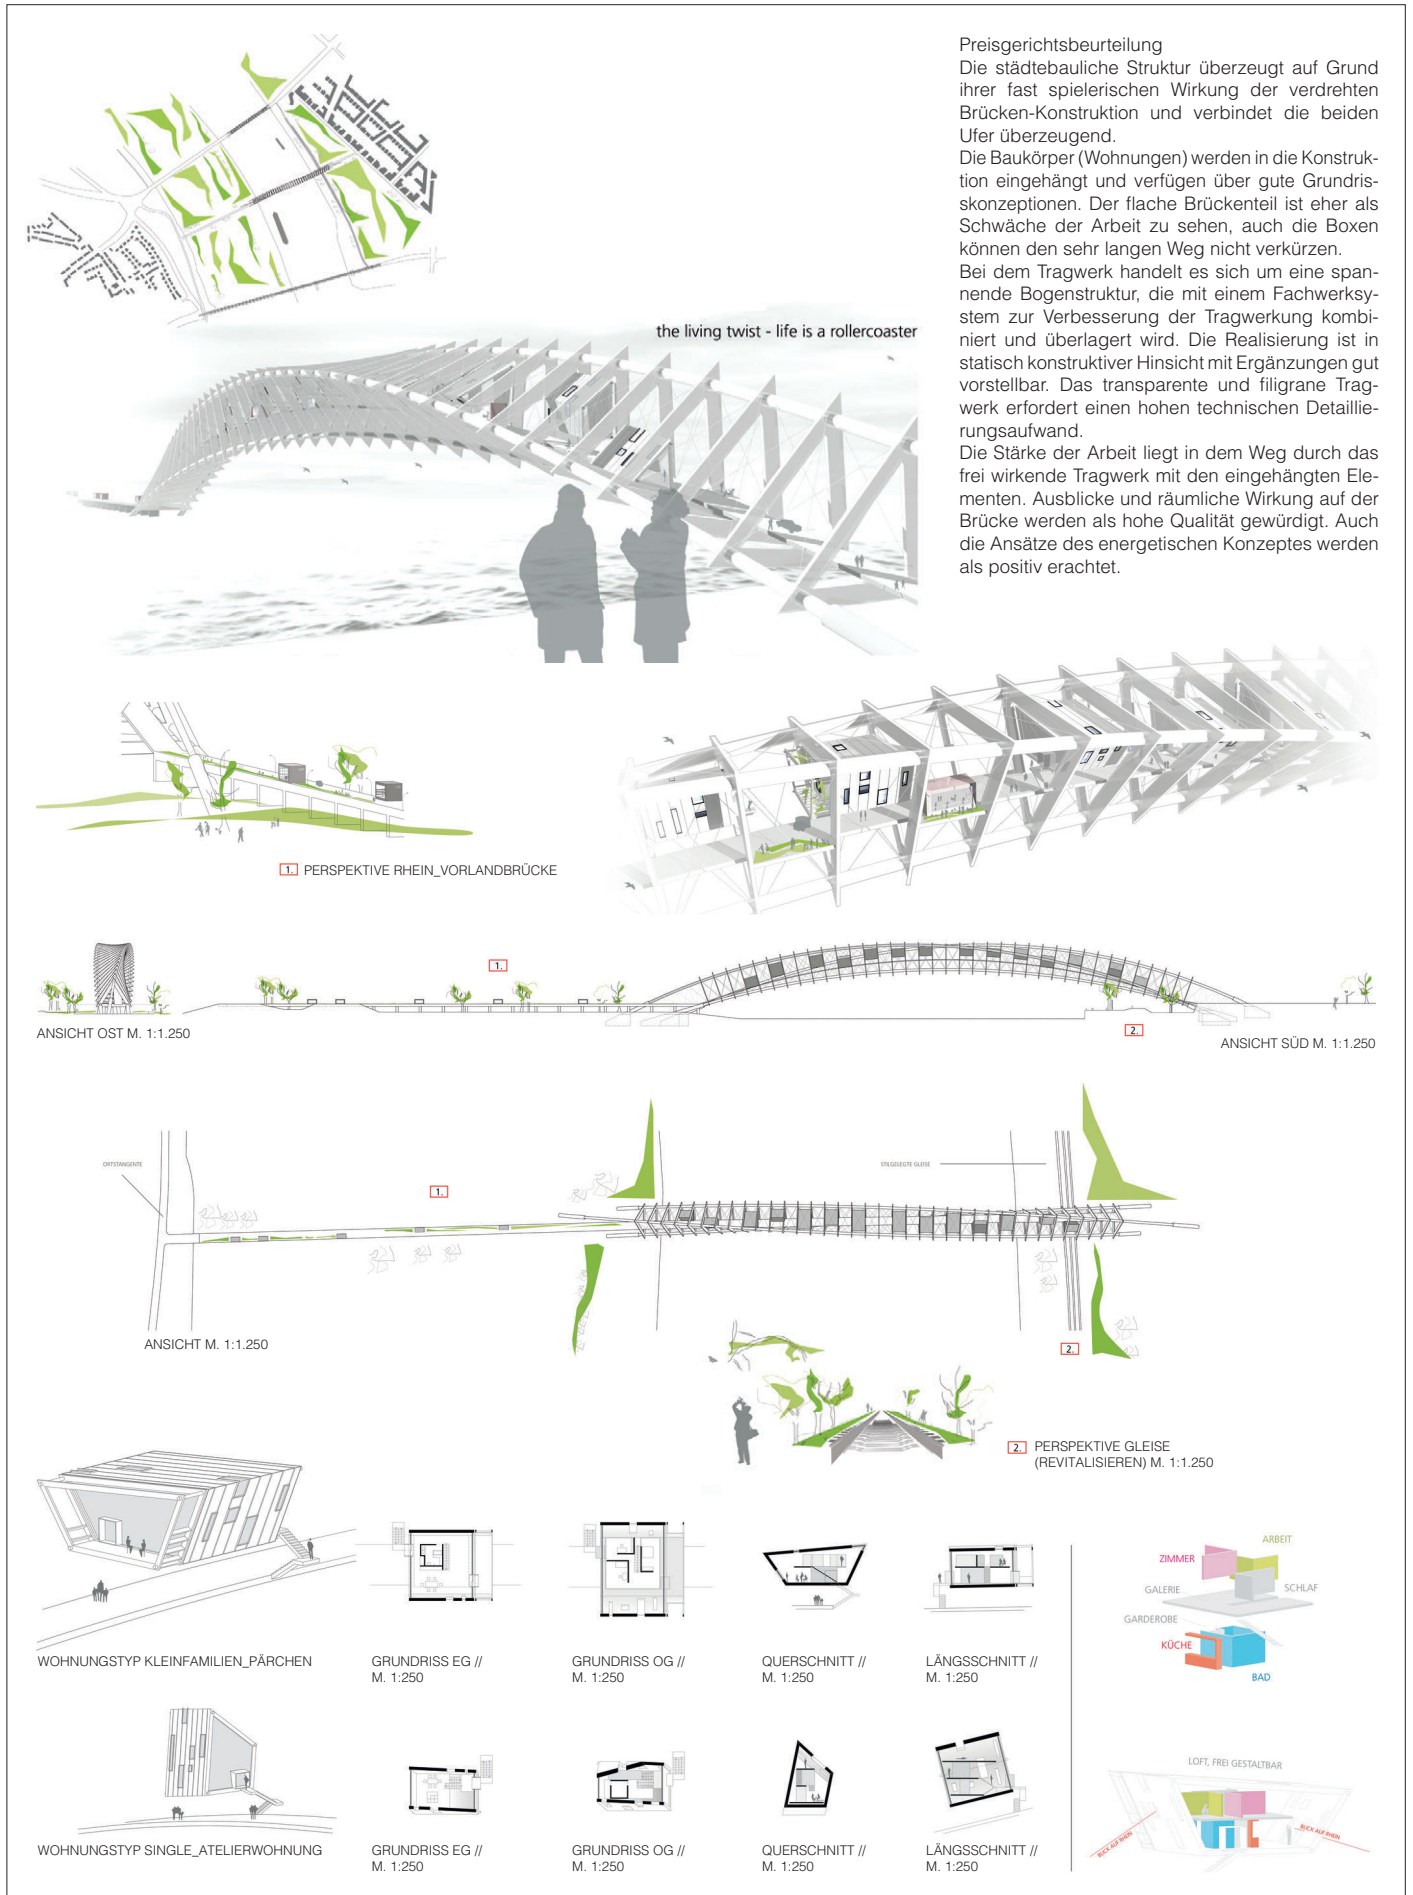 Preisgerichtsbeurteilung
Die städtebauliche Struktur überzeugt auf Grund
ihrer fast spielerischen Wirkung der verdrehten
Brücken-Konstruktion und verbindet die beiden
Ufer überzeugend.
Die Baukörper (Wohnungen) werden in die Konstruk-
tion eingehängt und verfügen über gute Grundris-
skonzeptionen. Der flache Brückenteil ist eher als
Schwäche der Arbeit zu sehen, auch die Boxen
können den sehr langen Weg nicht verkürzen.
Bei dem Tragwerk handelt es sich um eine span-
nende Bogenstruktur, die mit einem Fachwerksy-
stem zur Verbesserung der Tragwerkung kombi-
niert und überlagert wird. Die Realisierung ist in
statisch konstruktiver Hinsicht mit Ergänzungen gut
vorstellbar. Das transparente und filigrane Trag-
werk erfordert einen hohen technischen Detaillie-
rungsaufwand.
Die Stärke der Arbeit liegt in dem Weg durch das
frei wirkende Tragwerk mit den eingehängten Ele-
menten. Ausblicke und räumliche Wirkung auf der
Brücke werden als hohe Qualität gewürdigt. Auch
die Ansätze des energetischen Konzeptes werden
als positiv erachtet.
the living twist - life is a rollercoaster
1. PERSPEKTIVE RHEIN_VORLANDBRÜCKE
1.
2.
ANSICHT OST M. 1:1.250
ANSICHT SÜD M. 1:1.250
ORTSTANGENTE
STILGELEGTE GLEISE
1.
ANSICHT M. 1:1.250
2.
2. PERSPEKTIVE GLEISE
(REVITALISIEREN) M. 1:1.250
WOHNUNGSTYP KLEINFAMILIEN_PÄRCHEN
GRUNDRISS EG //
M. 1:250
GRUNDRISS OG //
M. 1:250
QUERSCHNITT //
M. 1:250
LÄNGSSCHNITT //
M. 1:250
ARBEIT
ZIMMER
GALERIE
SCHLAF
GARDEROBE
KÜCHE
BAD
WOHNUNGSTYP SINGLE_ATELIERWOHNUNG
GRUNDRISS EG //
M. 1:250
GRUNDRISS OG //
M. 1:250
QUERSCHNITT //
M. 1:250
LÄNGSSCHNITT //
M. 1:250
LOFT, FREI GESTALTBAR
BLICK AUF RHEIN
BLICK AUF RHEIN